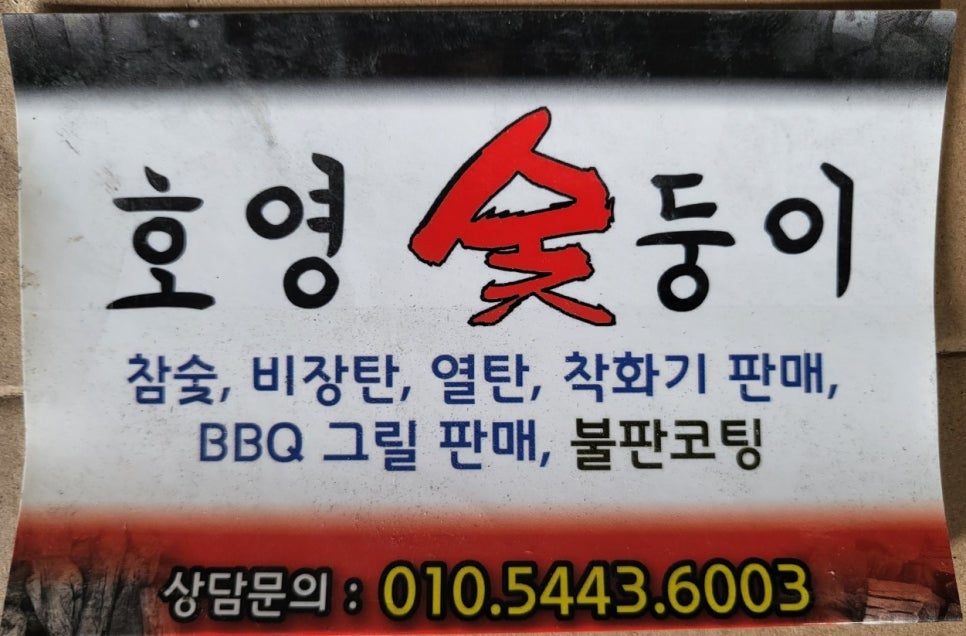 호영 숯둥이
참숯, 비장탄, 열탄, 착화기 판매,
BBQ 그릴 판매, 불판코팅
상담문의 : 010.5443.6003